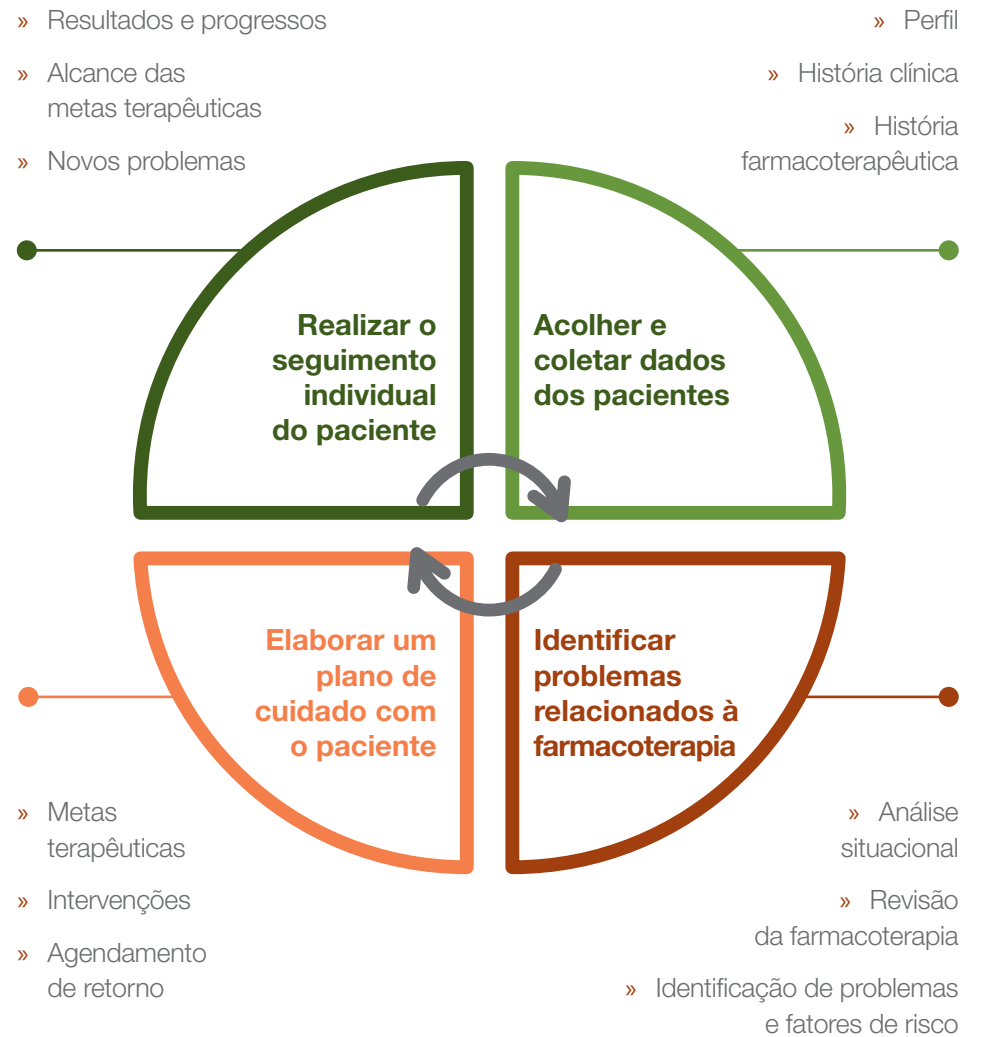 » Resultados e progressos
» Alcance das
metas terapêuticas
» Novos problemas
» Perfil
» História clínica
» História
farmacoterapêutica
Realizar o
seguimento
individual
do paciente
Acolher e
coletar dados
dos pacientes
Elaborar um
plano de
cuidado com
o paciente
Identificar
problemas
relacionados à
farmacoterapia
» Metas
terapêuticas
» Intervenções
» Agendamento
de retorno
» Análise
situacional
» Revisão
da farmacoterapia
» Identificação de problemas
e fatores de risco